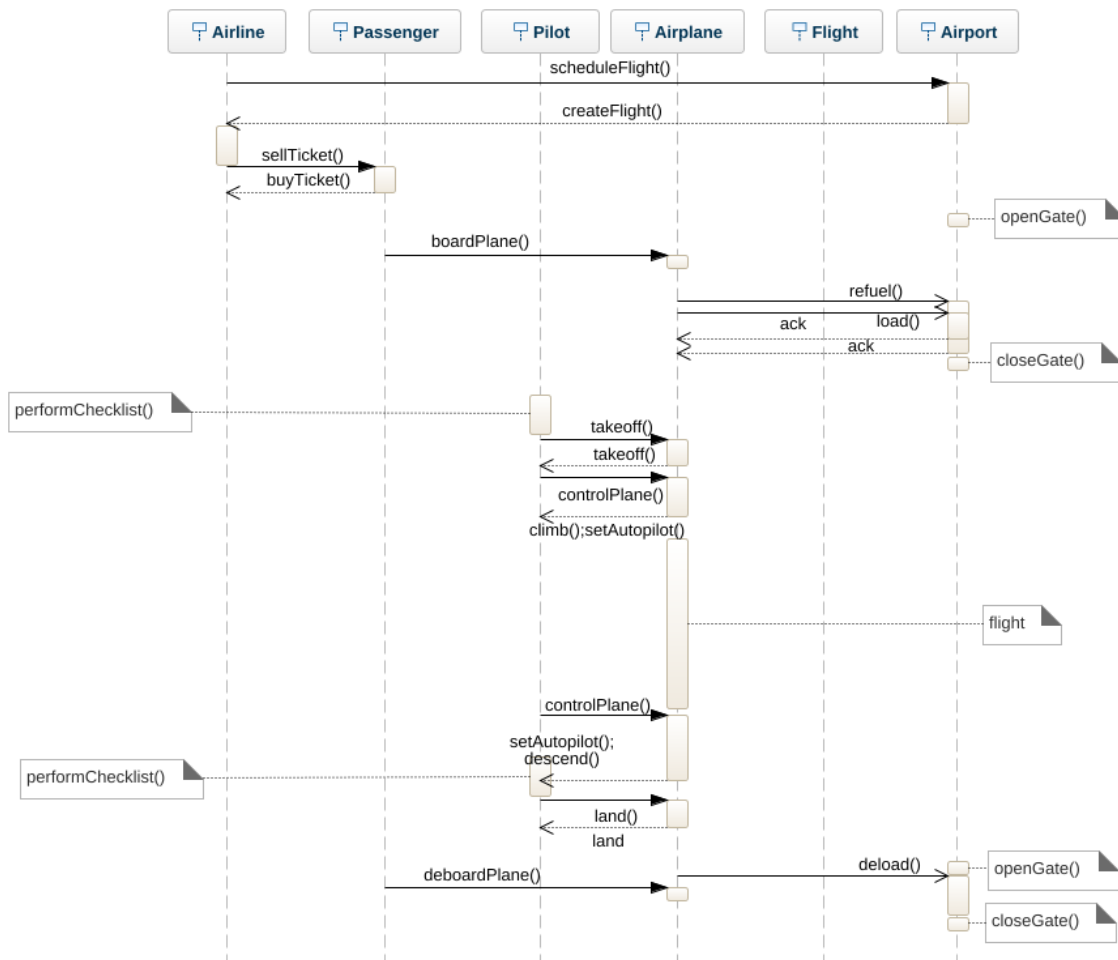 Airline
Passenger
Pilot
Airplane
Flight
Airport
scheduleFlight()
createFlight()
sellTicket()
buyTicket()
openGate()
boardPlane()
refuel()
load()
ack
ack
closeGate()
performChecklist()
takeoff()
takeoff()
controlPlane()
climb();setAutopilot()
flight
controlPlane()
setAutopilot();
descend()
performChecklist()
land()
land
deload()
openGate()
deboardPlane()
closeGate()